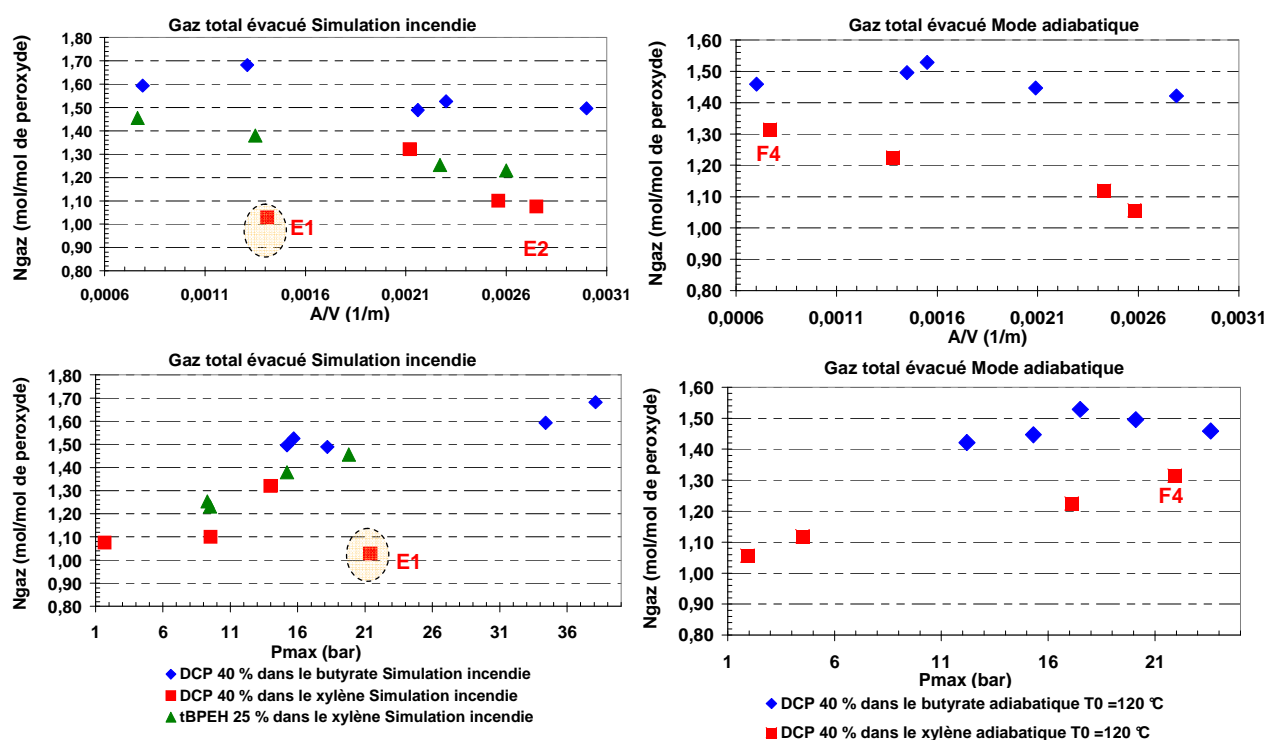 Gaz total évacué Simulation incendie
Ngaz (mol/mol de peroxyde)
1,80
1,70
1,60
1,50
1,40
1,30
1,20
1,10
1,00
0,90
0,80
E1
E2
0,0006 0,0011 0,0016 0,0021 0,0026 0,0031
A/V (1/m)
Gaz total évacué Mode adiabatique
Ngaz (mol/mol de peroxyde)
1,60
1,50
1,40
1,30
1,20
1,10
1,00
0,90
0,80
F4
0,0006 0,0011 0,0016 0,0021 0,0026 0,0031
A/V (1/m)
Gaz total évacué Simulation incendie
Ngaz (mol/mol de peroxyde)
1,80
1,70
1,60
1,50
1,40
1,30
1,20
1,10
1,00
0,90
0,80
E1
1 6 11 16 21 26 31 36
Pmax (bar)
DCP 40 % dans le butyrate Simulation incendie
DCP 40 % dans le xylène Simulation incendie
tBPEH 25 % dans le xylène Simulation incendie
Gaz total évacué Mode adiabatique
Ngaz (mol/mol de peroxyde)
1,60
1,50
1,40
1,30
1,20
1,10
1,00
0,90
0,80
F4
1 6 11 16 21
Pmax (bar)
DCP 40 % dans le butyrate adiabatique T0 =120 °C
DCP 40 % dans le xylène adiabatique T0 =120 °C